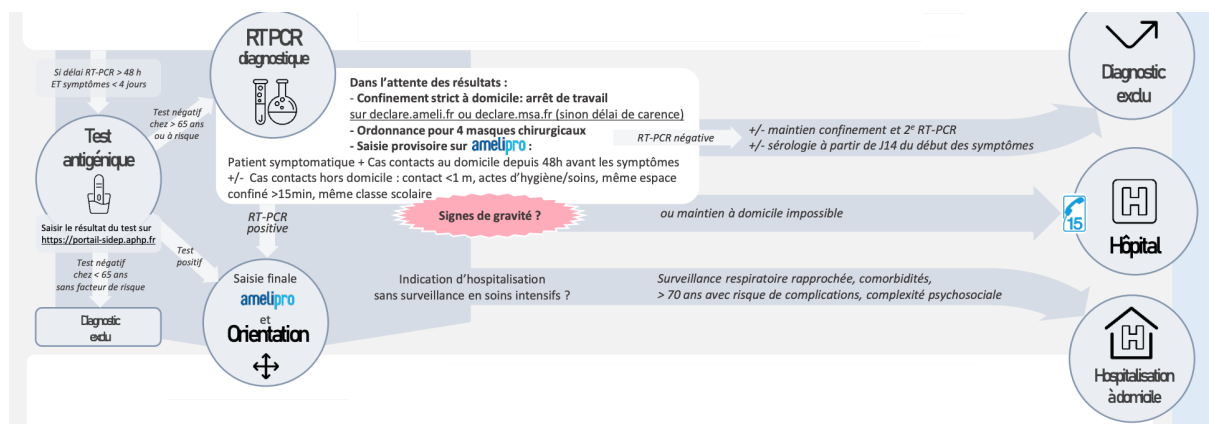 RT PCR
diagnostique
Si délai RT-PCR > 48 h
ET symptômes < 4 jours
Test négatif
chez > 65 ans
ou à risque
Test
antigénique
Saisir le résultat du test sur
https://portail-sidep.aphp.fr
Test négatif
chez < 65 ans
sans facteur de risque
Diagnostic
exclu
Test
positif
Dans l'attente des résultats :
- Confinement strict à domicile: arrêt de travail
sur declare.ameli.fr ou declare.msa.fr (sinon délai de carence)
- Ordonnance pour 4 masques chirurgicaux
- Saisie provisoire sur amelipro :
Patient symptomatique + Cas contacts au domicile depuis 48h avant les symptômes
+/- Cas contacts hors domicile : contact <1 m, actes d'hygiène/soins, même espace
confiné >15min, même classe scolaire
RT-PCR négative
+/- maintien confinement et 2e RT-PCR
+/- sérologie à partir de J14 du début des symptômes
Diagnostic
exclu
RT-PCR
positive
Signes de gravité ?
ou maintien à domicile impossible
15
H
Hôpital
Saisie finale
amelipro
et
Orientation
Indication d'hospitalisation
sans surveillance en soins intensifs ?
Surveillance respiratoire rapprochée, comorbidités,
> 70 ans avec risque de complications, complexité psychosociale
H
Hospitalisation
à domicile